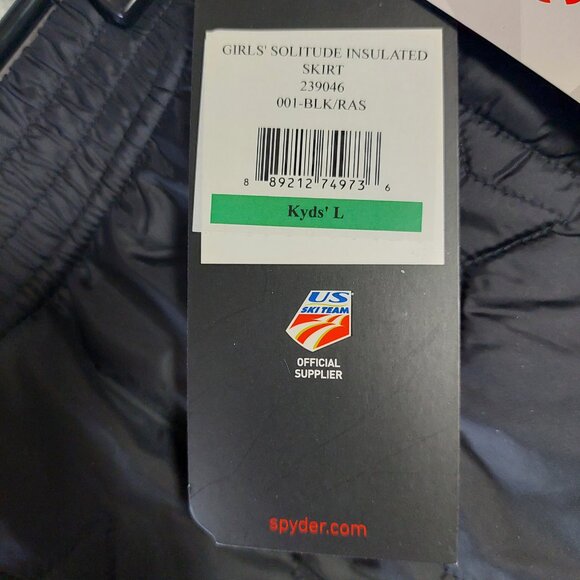 GIRLS' SOLITUDE INSULATED
SKIRT
239046
001-BLK/RAS
8 89212 74973 6
Kyds' L
US
SKI TEAM
OFFICIAL
SUPPLIER
spyder.com